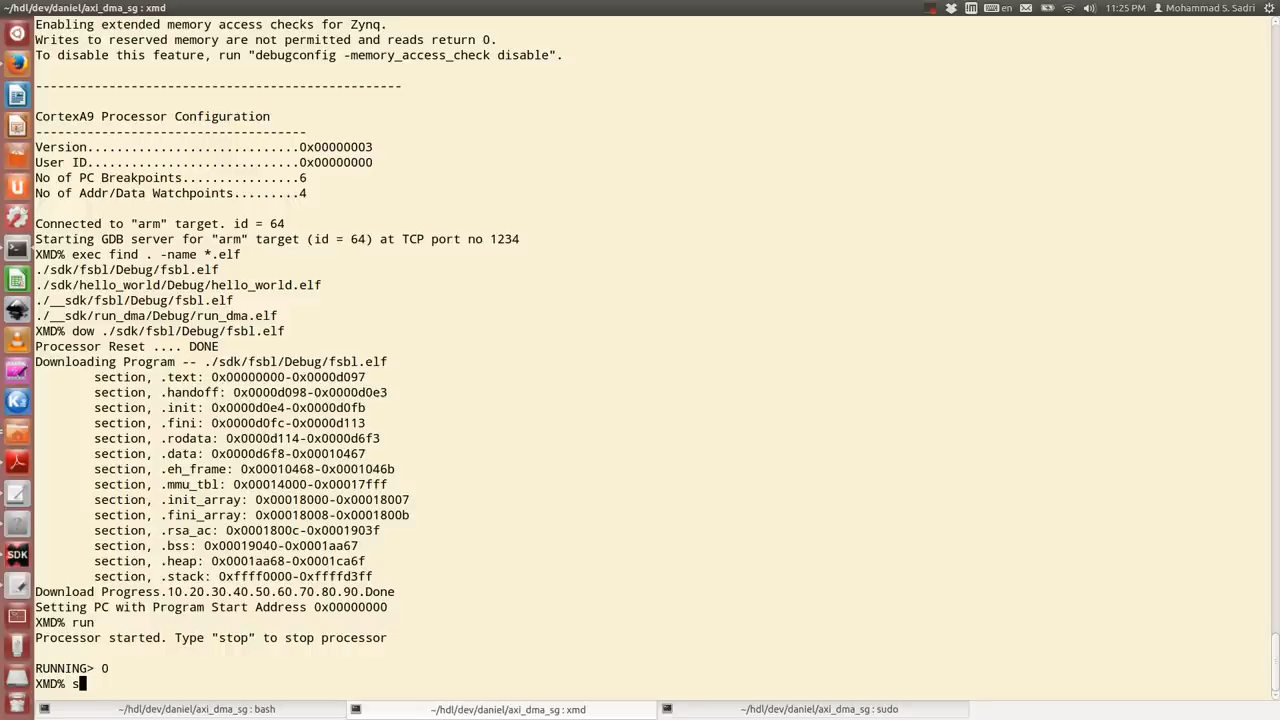 ~/hdl/dev/daniel/axi_dma_sg : xmd
en
11:25 PM
Mohammad S. Sadri
Enabling extended memory access checks for Zynq.
Writes to reserved memory are not permitted and reads return 0.
To disable this feature, run "debugconfig -memory_access_check disable".
--------------------------------------------------
CortexA9 Processor Configuration
-------------------------------------
Version............................0x00000003
User ID............................0x00000000
No of PC Breakpoints...............6
No of Addr/Data Watchpoints.........4
Connected to "arm" target. id = 64
Starting GDB server for "arm" target (id = 64) at TCP port no 1234
XMD% exec find . -name *.elf
./sdk/fsbl/Debug/fsbl.elf
./sdk/hello_world/Debug/hello_world.elf
./__sdk/fsbl/Debug/fsbl.elf
./__sdk/run_dma/Debug/run_dma.elf
XMD% dow ./sdk/fsbl/Debug/fsbl.elf
Processor Reset .... DONE
Downloading Program -- ./sdk/fsbl/Debug/fsbl.elf
section, .text: 0x00000000-0x0000d097
section, .handoff: 0x0000d098-0x0000d0e3
section, .init: 0x0000d0e4-0x0000d0fb
section, .fini: 0x0000d0fc-0x0000d113
section, .rodata: 0x0000d114-0x0000d6f3
section, .data: 0x0000d6f8-0x00010467
section, .eh_frame: 0x00010468-0x0001046b
section, .mmu_tbl: 0x00014000-0x00017fff
section, .init_array: 0x00018000-0x00018007
section, .fini_array: 0x00018008-0x0001800b
section, .rsa_ac: 0x0001800c-0x0001903f
section, .bss: 0x00019040-0x0001aa67
section, .heap: 0x0001aa68-0x0001ca6f
section, .stack: 0xffff0000-0xffffd3ff
Download Progress.10.20.30.40.50.60.70.80.90.Done
Setting PC with Program Start Address 0x00000000
XMD% run
Processor started. Type "stop" to stop processor
RUNNING> 0
XMD% s
SDK
~/hdl/dev/daniel/axi_dma_sg : bash
~/hdl/dev/daniel/axi_dma_sg : xmd
~/hdl/dev/daniel/axi_dma_sg : sudo